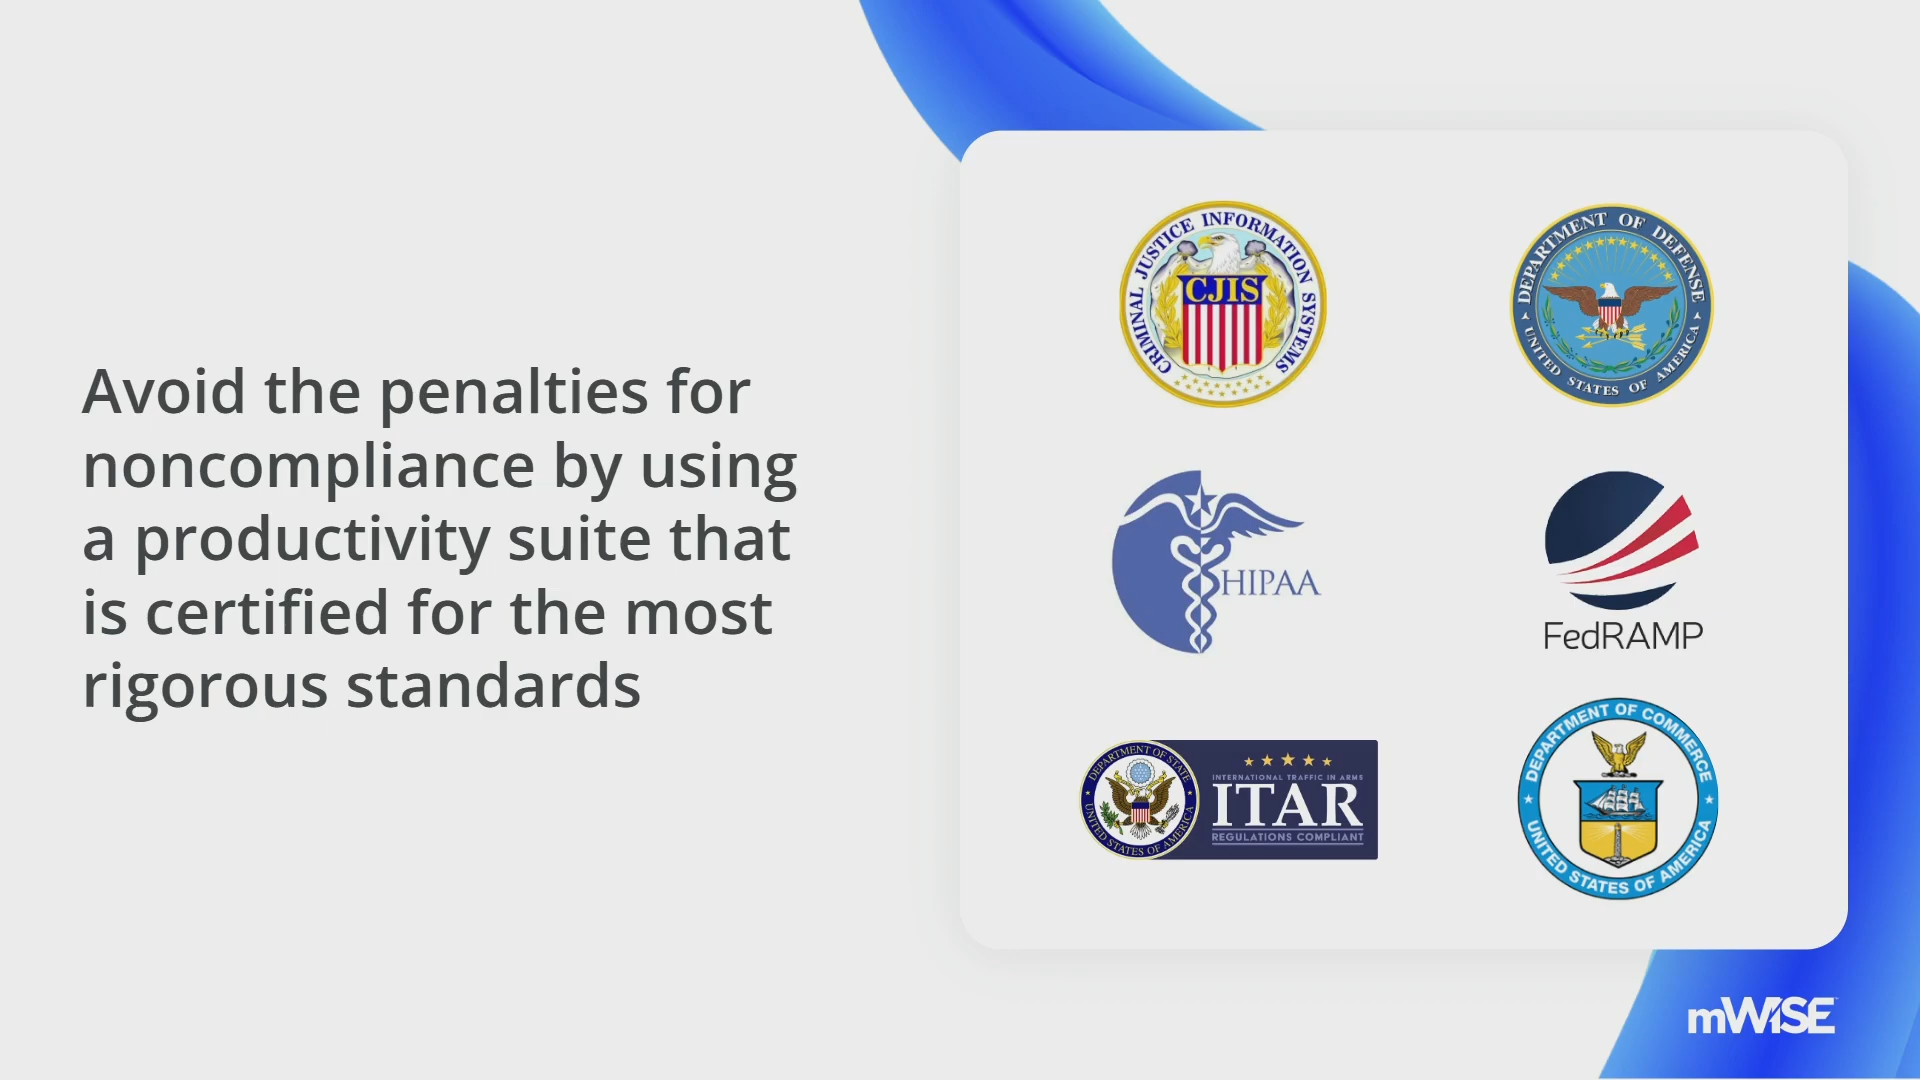 Avoid the penalties for
noncompliance by using
a productivity suite that
is certified for the most
rigorous standards
CRIMINAL JUSTICE INFORMATION SYSTEMS
CJIS
DEPARTMENT OF DEFENSE
UNITED STATES OF AMERICA
HIPAA
FedRAMP
DEPARTMENT OF STATE
UNITED STATES OF AMERICA
INTERNATIONAL TRAFFIC IN ARMS
ITAR
REGULATIONS COMPLIANT
DEPARTMENT OF COMMERCE
UNITED STATES OF AMERICA
mWISE